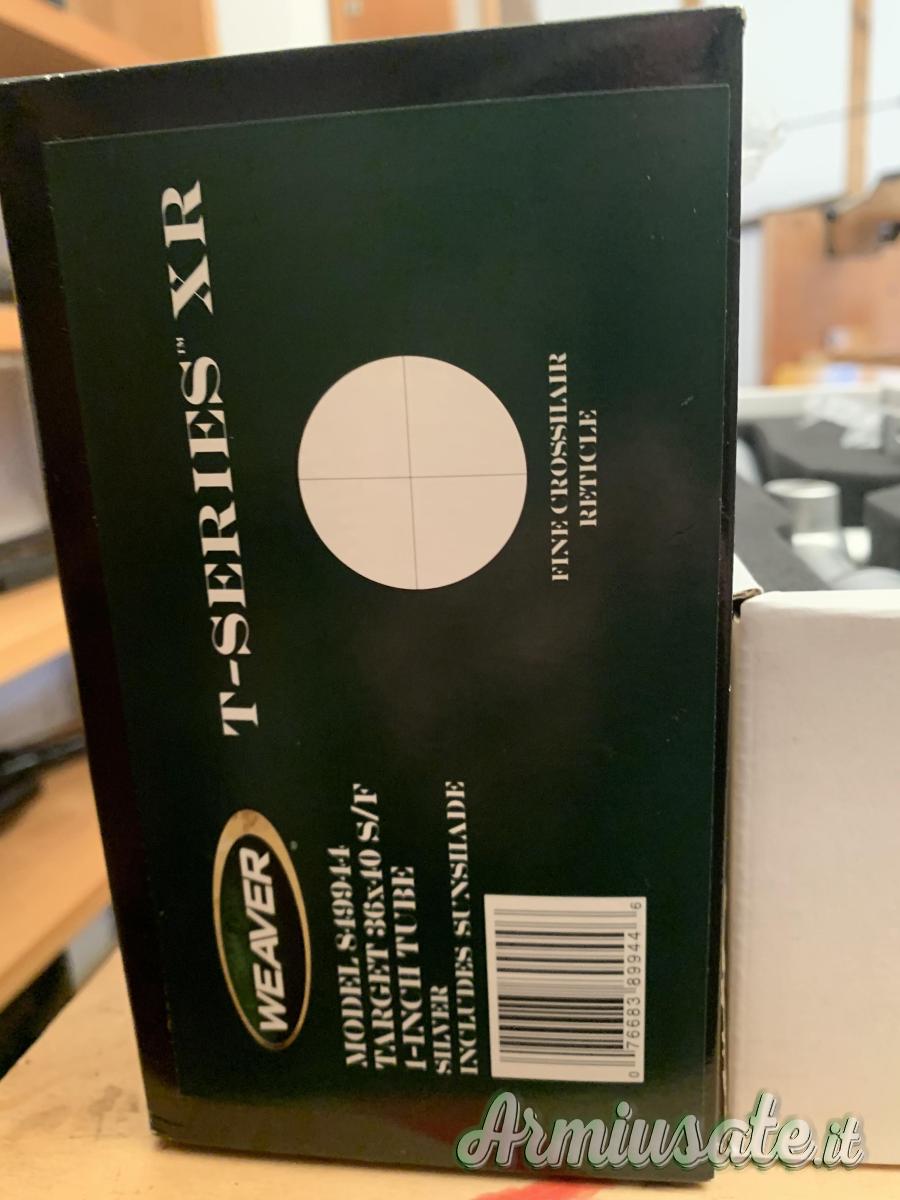 WEAVER
T-SERIES™ XR
MODEL 849944
TARGET 36x40 S/F
1-INCH TUBE
SILVER
INCLUDES SUNSHADE
FINE CROSSHAIR
RETICLE
0 76683 89944 6
Armiusate.it